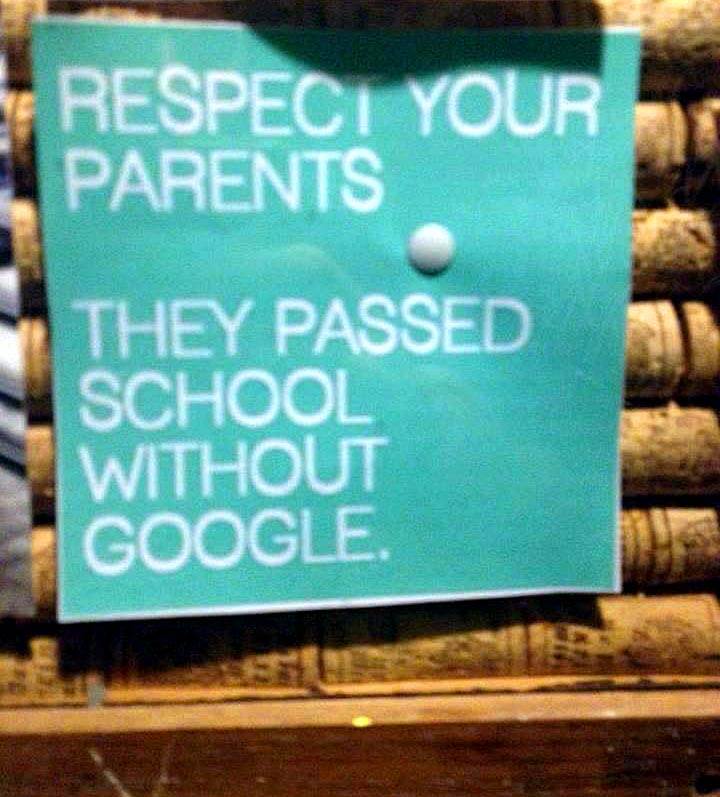 RESPECT YOUR
PARENTS
THEY PASSED
SCHOOL
WITHOUT
GOOGLE.